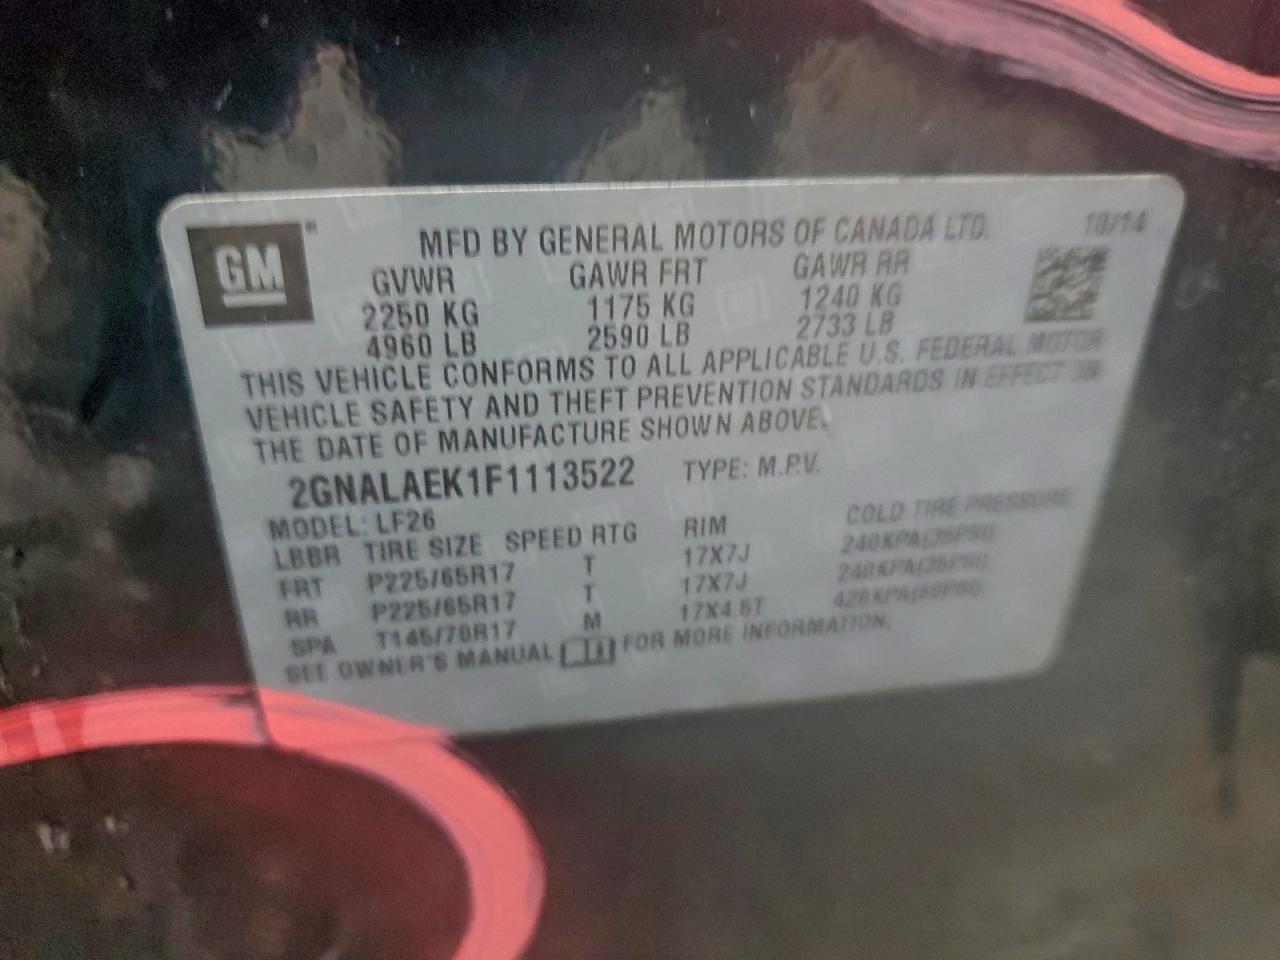 GM
MFD BY GENERAL MOTORS OF CANADA LTD. 10/14
GVWR GAWR FRT GAWR RR
2250 KG 1175 KG 1240 KG
4960 LB 2590 LB 2733 LB
THIS VEHICLE CONFORMS TO ALL APPLICABLE U.S. FEDERAL MOTOR
VEHICLE SAFETY AND THEFT PREVENTION STANDARDS IN EFFECT ON
THE DATE OF MANUFACTURE SHOWN ABOVE.
2GNALAEK1F1113522 TYPE: M.P.V.
MODEL: LF26
LBBR TIRE SIZE SPEED RTG RIM COLD TIRE PRESSURE
FRT P225/65R17 T 17X7J 240KPA(35PSI)
RR P225/65R17 T 17X7J 240KPA(35PSI)
SPA T145/70R17 M 17X4.5T 420KPA(60PSI)
SEE OWNER'S MANUAL FOR MORE INFORMATION.